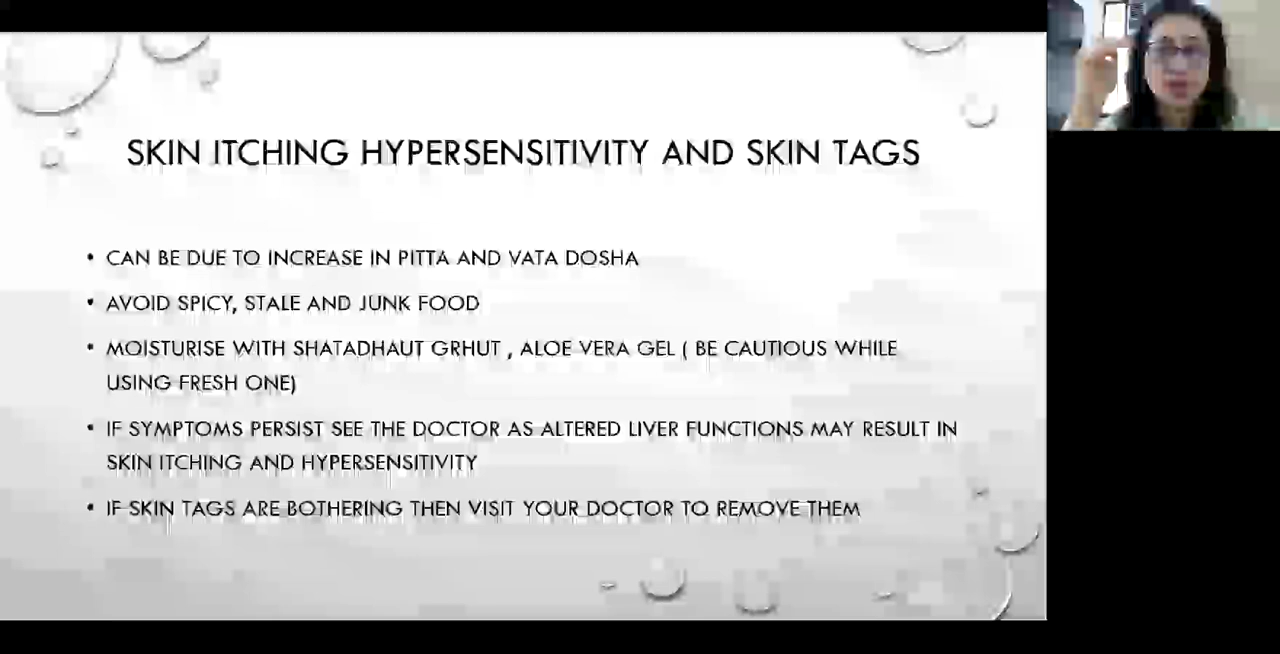 SKIN ITCHING HYPERSENSITIVITY AND SKIN TAGS
• CAN BE DUE TO INCREASE IN PITTA AND VATA DOSHA
• AVOID SPICY, STALE AND JUNK FOOD
• MOISTURISE WITH SHATADHAUT GRHUT , ALOE VERA GEL ( BE CAUTIOUS WHILE
USING FRESH ONE)
• IF SYMPTOMS PERSIST SEE THE DOCTOR AS ALTERED LIVER FUNCTIONS MAY RESULT IN
SKIN ITCHING AND HYPERSENSITIVITY
• IF SKIN TAGS ARE BOTHERING THEN VISIT YOUR DOCTOR TO REMOVE THEM